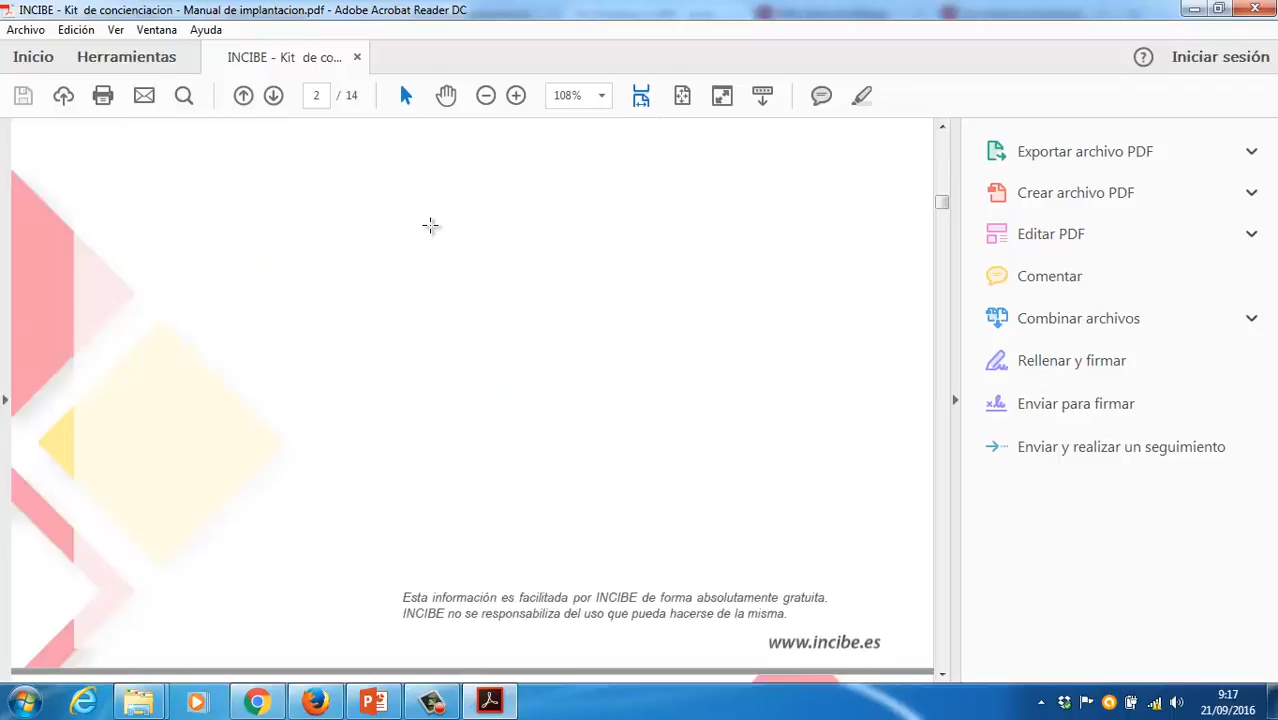 INCIBE - Kit de concienciacion - Manual de implantacion.pdf - Adobe Acrobat Reader DC
Archivo Edición Ver Ventana Ayuda
Inicio Herramientas INCIBE - Kit de co... × Iniciar sesión
2 / 14 108%
Exportar archivo PDF
Crear archivo PDF
Editar PDF
Comentar
Combinar archivos
Rellenar y firmar
Enviar para firmar
Enviar y realizar un seguimiento
Esta información es facilitada por INCIBE de forma absolutamente gratuita.
INCIBE no se responsabiliza del uso que pueda hacerse de la misma.
www.incibe.es
9:17
21/09/2016